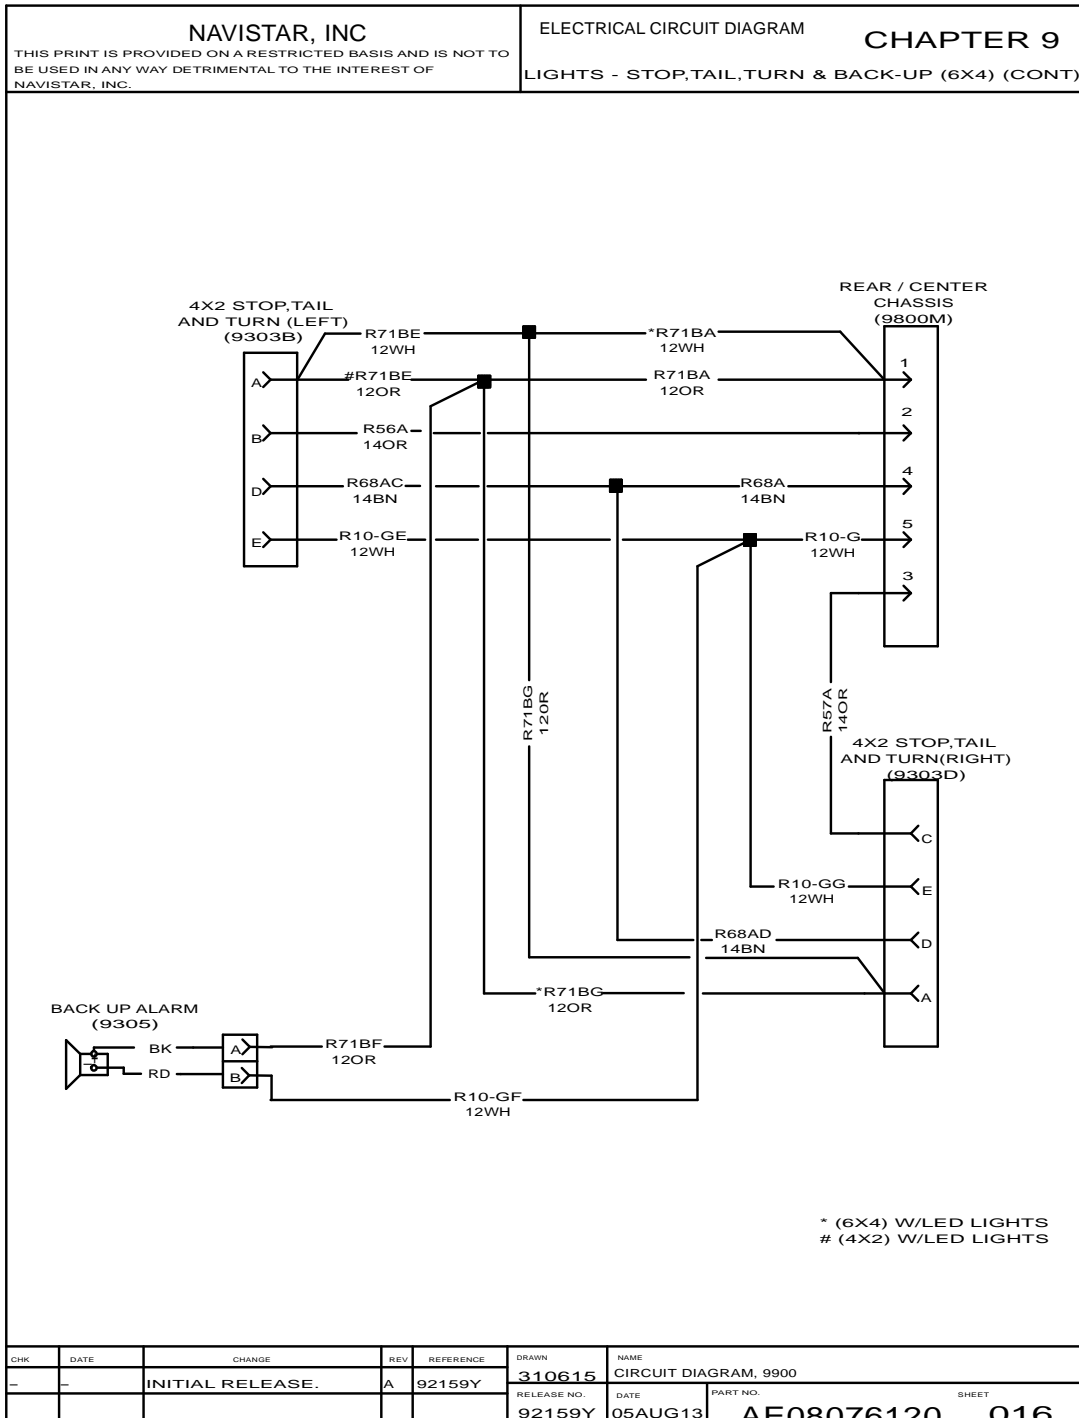 NAVISTAR, INC
THIS PRINT IS PROVIDED ON A RESTRICTED BASIS AND IS NOT TO
BE USED IN ANY WAY DETRIMENTAL TO THE INTEREST OF
NAVISTAR, INC.
ELECTRICAL CIRCUIT DIAGRAM
CHAPTER 9
LIGHTS - STOP,TAIL,TURN & BACK-UP (6X4) (CONT)
4X2 STOP,TAIL
AND TURN (LEFT)
(9303B)
REAR / CENTER
CHASSIS
(9800M)
R71BE
12WH
*R71BA
12WH
A
#R71BE
12OR
R71BA
12OR
1
B
R56A
14OR
2
D
R68AC
14BN
R68A
14BN
4
E
R10-GE
12WH
R10-G
12WH
5
3
R71BG
12OR
R57A
14OR
4X2 STOP,TAIL
AND TURN(RIGHT)
(9303D)
C
R10-GG
12WH
E
R68AD
14BN
D
*R71BG
12OR
A
BACK UP ALARM
(9305)
BK
A
R71BF
12OR
RD
B
R10-GF
12WH
* (6X4) W/LED LIGHTS
# (4X2) W/LED LIGHTS
CHK DATE CHANGE REV REFERENCE
- - INITIAL RELEASE. A 92159Y
DRAWN
310615
NAME
CIRCUIT DIAGRAM, 9900
RELEASE NO.
92159Y
DATE
05AUG13
PART NO.
AE08076120
SHEET
016